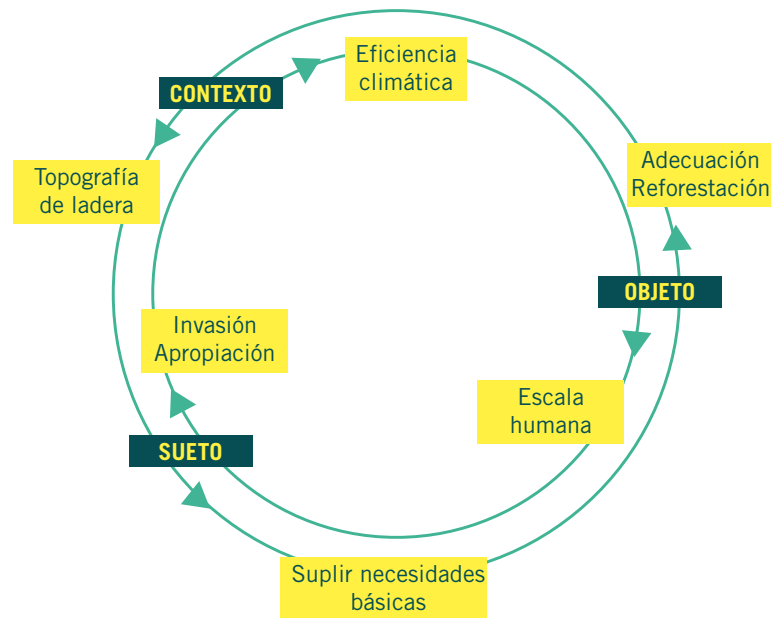 Eficiencia
climática
CONTEXTO
Adecuación
Reforestación
Topografía
de ladera
OBJETO
Invasión
Apropiación
Escala
humana
SUETO
Suplir necesidades
básicas